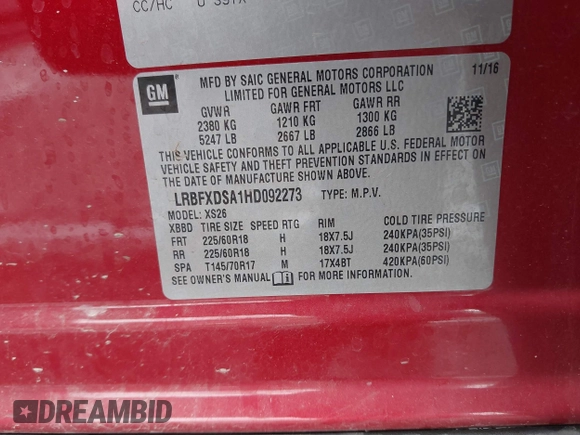 CC/HC
GM
MFD BY SAIC GENERAL MOTORS CORPORATION 11/16
LIMITED FOR GENERAL MOTORS LLC
GVWR GAWR FRT GAWR RR
2380 KG 1210 KG 1300 KG
5247 LB 2667 LB 2866 LB
THIS VEHICLE CONFORMS TO ALL APPLICABLE U.S. FEDERAL MOTOR
VEHICLE SAFETY AND THEFT PREVENTION STANDARDS IN EFFECT ON
THE DATE OF MANUFACTURE SHOWN ABOVE.
LRBFXDSA1HD092273 TYPE: M.P.V.
MODEL: XS26
XBBD TIRE SIZE SPEED RTG RIM COLD TIRE PRESSURE
FRT 225/60R18 H 18X7.5J 240KPA(35PSI)
RR 225/60R18 H 18X7.5J 240KPA(35PSI)
SPA T145/70R17 M 17X4BT 420KPA(60PSI)
SEE OWNER'S MANUAL FOR MORE INFORMATION.
DREAMBID